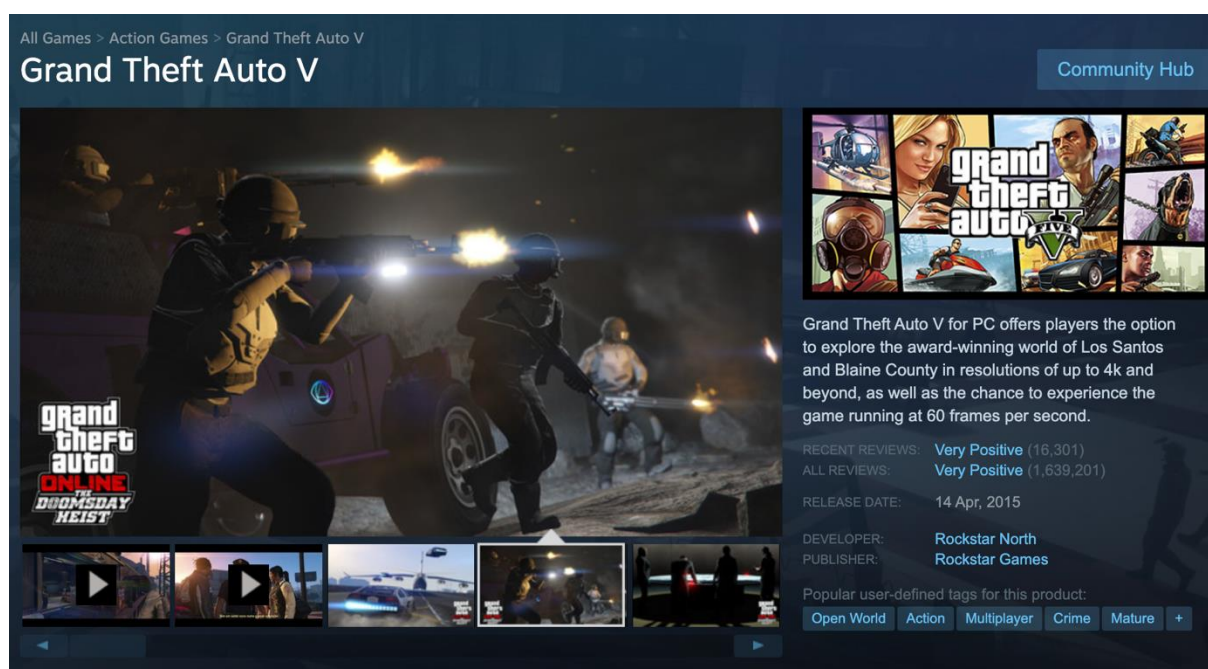 All Games > Action Games > Grand Theft Auto V
Grand Theft Auto V
Community Hub
grand
theft
auto
ONLINE
THE
DOOMSDAY
HEIST
grand
theft
auto
FIVE
Grand Theft Auto V for PC offers players the option
to explore the award-winning world of Los Santos
and Blaine County in resolutions of up to 4k and
beyond, as well as the chance to experience the
game running at 60 frames per second.
RECENT REVIEWS: Very Positive (16,301)
ALL REVIEWS: Very Positive (1,639,201)
RELEASE DATE: 14 Apr, 2015
DEVELOPER: Rockstar North
PUBLISHER: Rockstar Games
Popular user-defined tags for this product:
Open World Action Multiplayer Crime Mature +